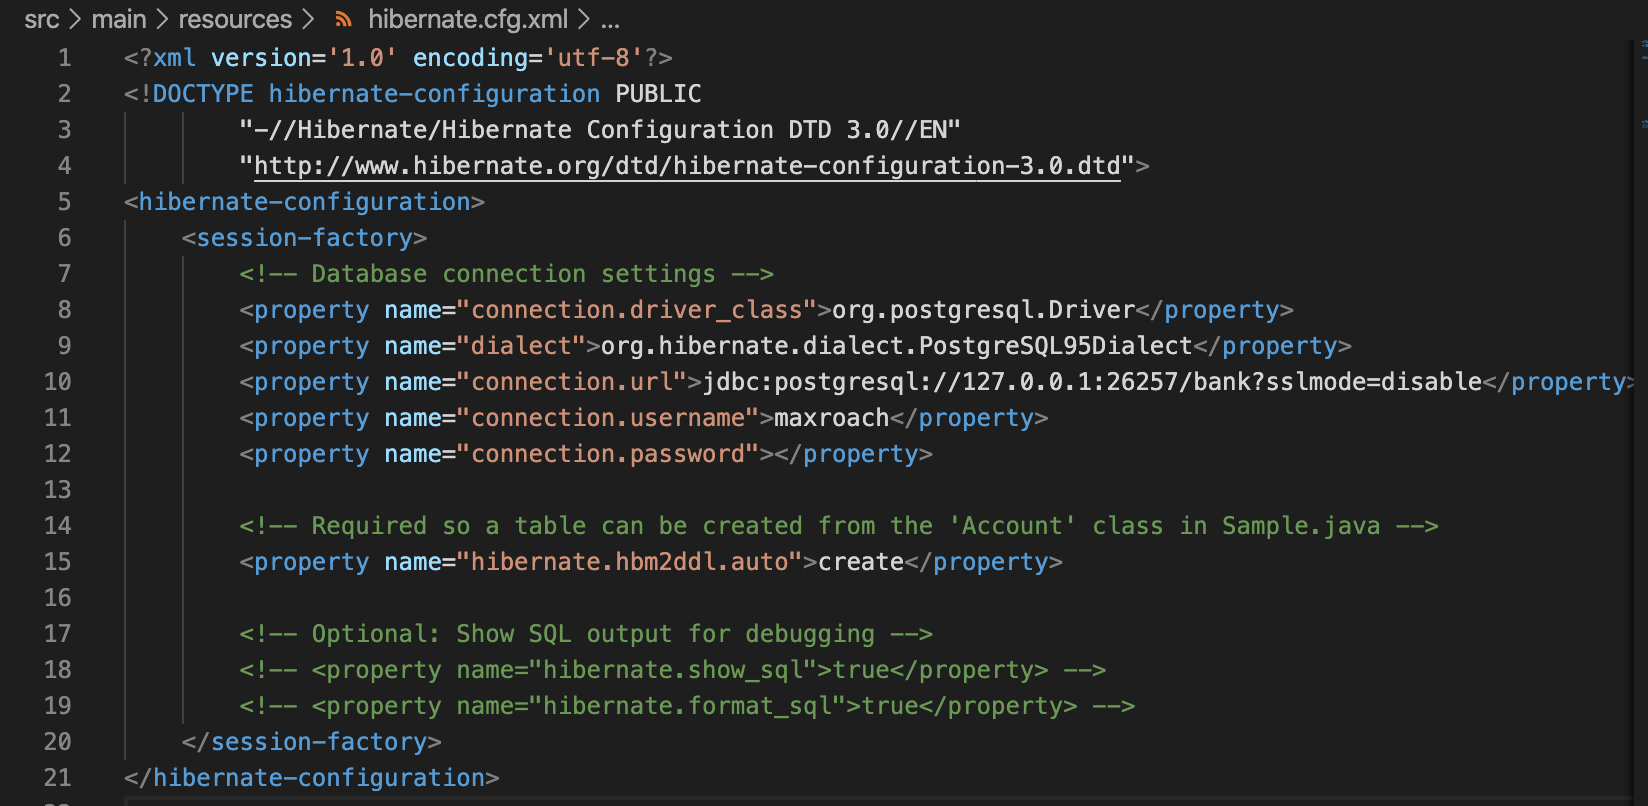 src > main > resources > hibernate.cfg.xml > ...
1 <?xml version='1.0' encoding='utf-8'?>
2 <!DOCTYPE hibernate-configuration PUBLIC
3         "-//Hibernate/Hibernate Configuration DTD 3.0//EN"
4         "http://www.hibernate.org/dtd/hibernate-configuration-3.0.dtd">
5 <hibernate-configuration>
6     <session-factory>
7         <!-- Database connection settings -->
8         <property name="connection.driver_class">org.postgresql.Driver</property>
9         <property name="dialect">org.hibernate.dialect.PostgreSQL95Dialect</property>
10         <property name="connection.url">jdbc:postgresql://127.0.0.1:26257/bank?sslmode=disable</property>
11         <property name="connection.username">maxroach</property>
12         <property name="connection.password"></property>
13
14         <!-- Required so a table can be created from the 'Account' class in Sample.java -->
15         <property name="hibernate.hbm2ddl.auto">create</property>
16
17         <!-- Optional: Show SQL output for debugging -->
18         <!-- <property name="hibernate.show_sql">true</property> -->
19         <!-- <property name="hibernate.format_sql">true</property> -->
20     </session-factory>
21 </hibernate-configuration>